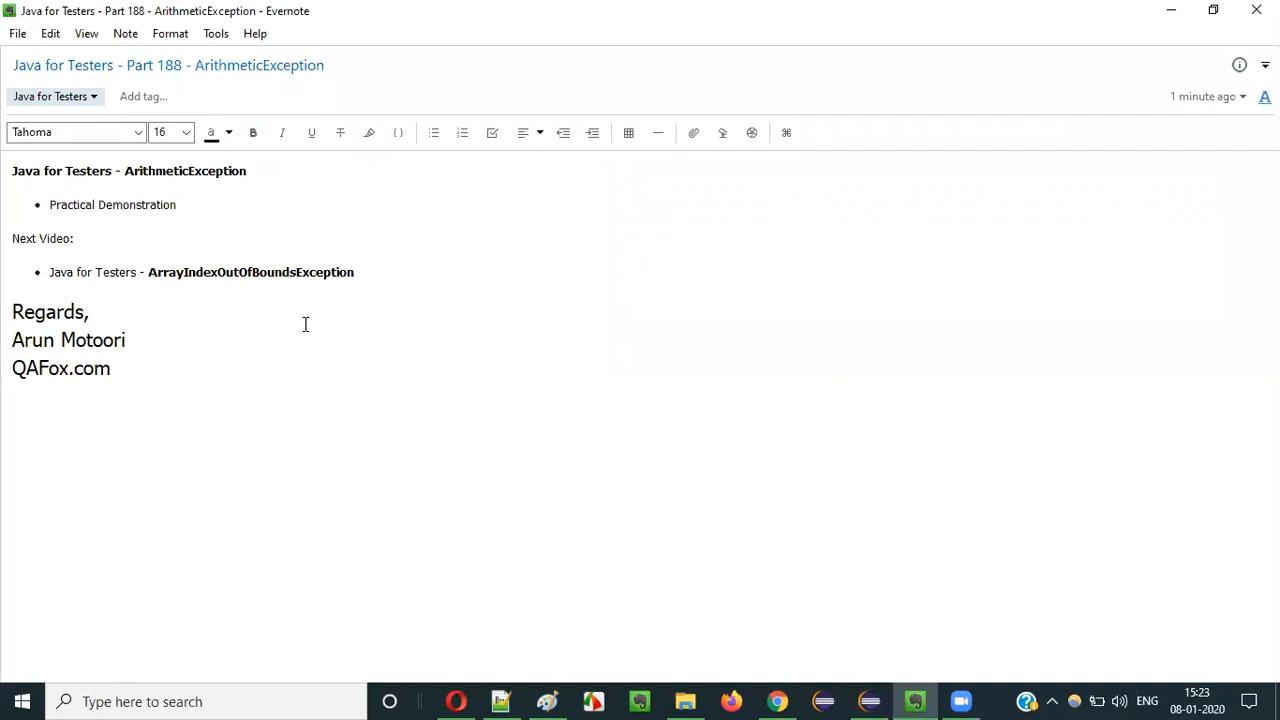 Java for Testers - Part 188 - ArithmeticException - Evernote
File Edit View Note Format Tools Help
Java for Testers - Part 188 - ArithmeticException
Java for Testers Add tag... 1 minute ago A
Tahoma 16 a B I U T
Java for Testers - ArithmeticException
• Practical Demonstration
Next Video:
• Java for Testers - ArrayIndexOutOfBoundsException
Regards,
Arun Motoori
QAFox.com
Type here to search
ENG
15:23
08-01-2020